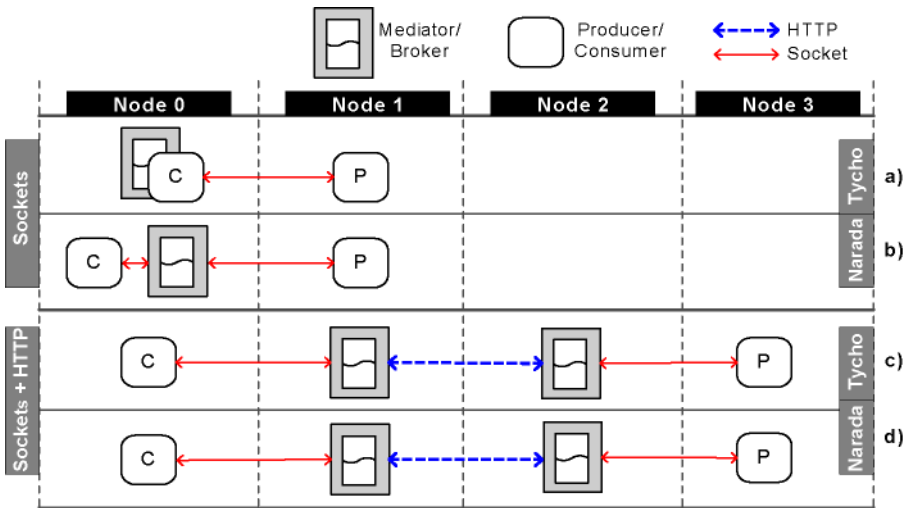 Mediator/
Broker
Producer/
Consumer
HTTP
Socket
Node 0
Node 1
Node 2
Node 3
Sockets
C
P
Tycho
a)
C
P
Narada
b)
Sockets + HTTP
C
P
Tycho
c)
C
P
Narada
d)